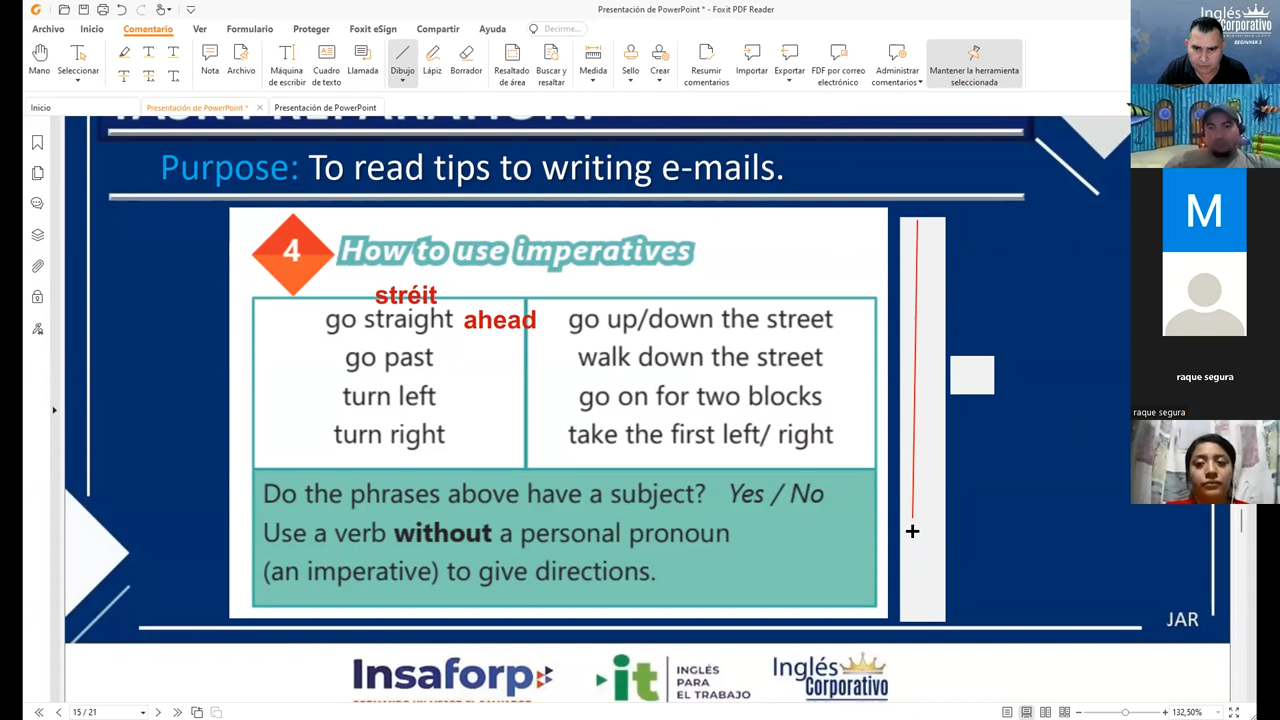 Presentación de PowerPoint * - Foxit PDF Reader
Archivo Inicio Comentario Ver Formulario Proteger Foxit eSign Compartir Ayuda Decirme...
Mano
Seleccionar
Nota
Archivo
Máquina de escribir
Cuadro de texto
Llamada
Dibujo
Lápiz
Borrador
Resaltado de área
Buscar y resaltar
Medida
Sello
Crear
Resumir comentarios
Importar
Exportar
PDF por correo electrónico
Administrar comentarios
Mantener la herramienta seleccionada
Inicio
Presentación de PowerPoint *
Presentación de PowerPoint
TASK PREPARATION:
Purpose: To read tips to writing e-mails.
4 How to use imperatives
stréit
go straight ahead
go past
turn left
turn right
go up/down the street
walk down the street
go on for two blocks
take the first left/ right
Do the phrases above have a subject? Yes / No
Use a verb without a personal pronoun
(an imperative) to give directions.
JAR
Insaforp
it INGLÉS PARA EL TRABAJO
Inglés Corporativo
15 / 21
132,50%
Inglés
Corporativo
BEGINNER 2
M
raque segura
raque segura